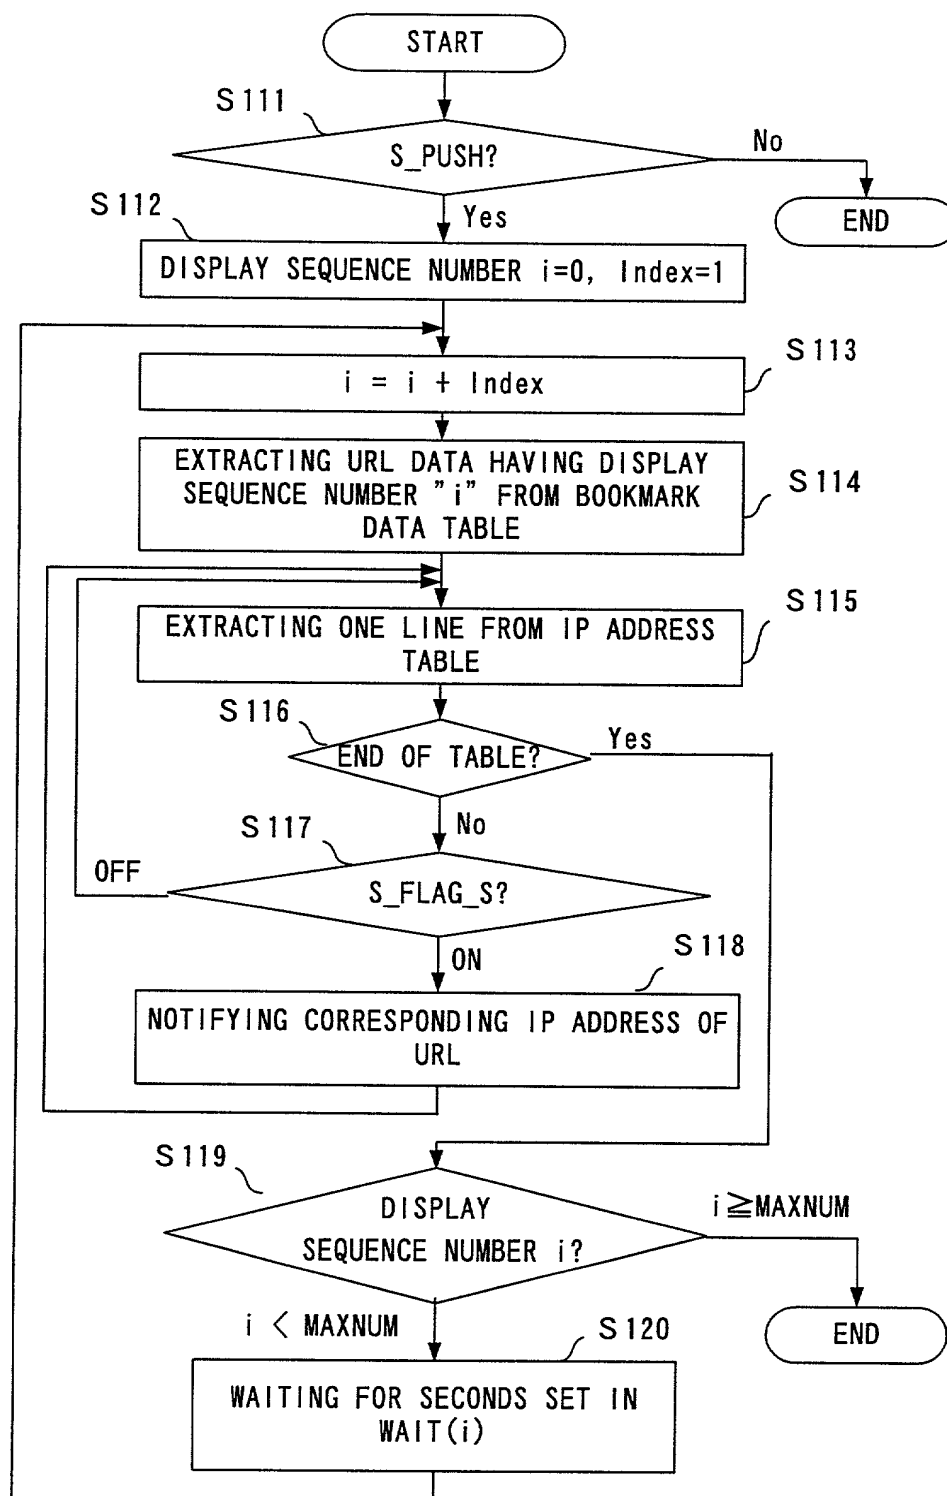 START
S111
S_PUSH?
No
END
S112
Yes
DISPLAY SEQUENCE NUMBER i=0, Index=1
S113
i = i + Index
EXTRACTING URL DATA HAVING DISPLAY
SEQUENCE NUMBER "i" FROM BOOKMARK
DATA TABLE
S114
S115
EXTRACTING ONE LINE FROM IP ADDRESS
TABLE
S116
END OF TABLE?
Yes
No
S117
OFF
S_FLAG_S?
ON
S118
NOTIFYING CORRESPONDING IP ADDRESS OF
URL
S119
DISPLAY
SEQUENCE NUMBER i?
i≧MAXNUM
END
i < MAXNUM
S120
WAITING FOR SECONDS SET IN
WAIT(i)